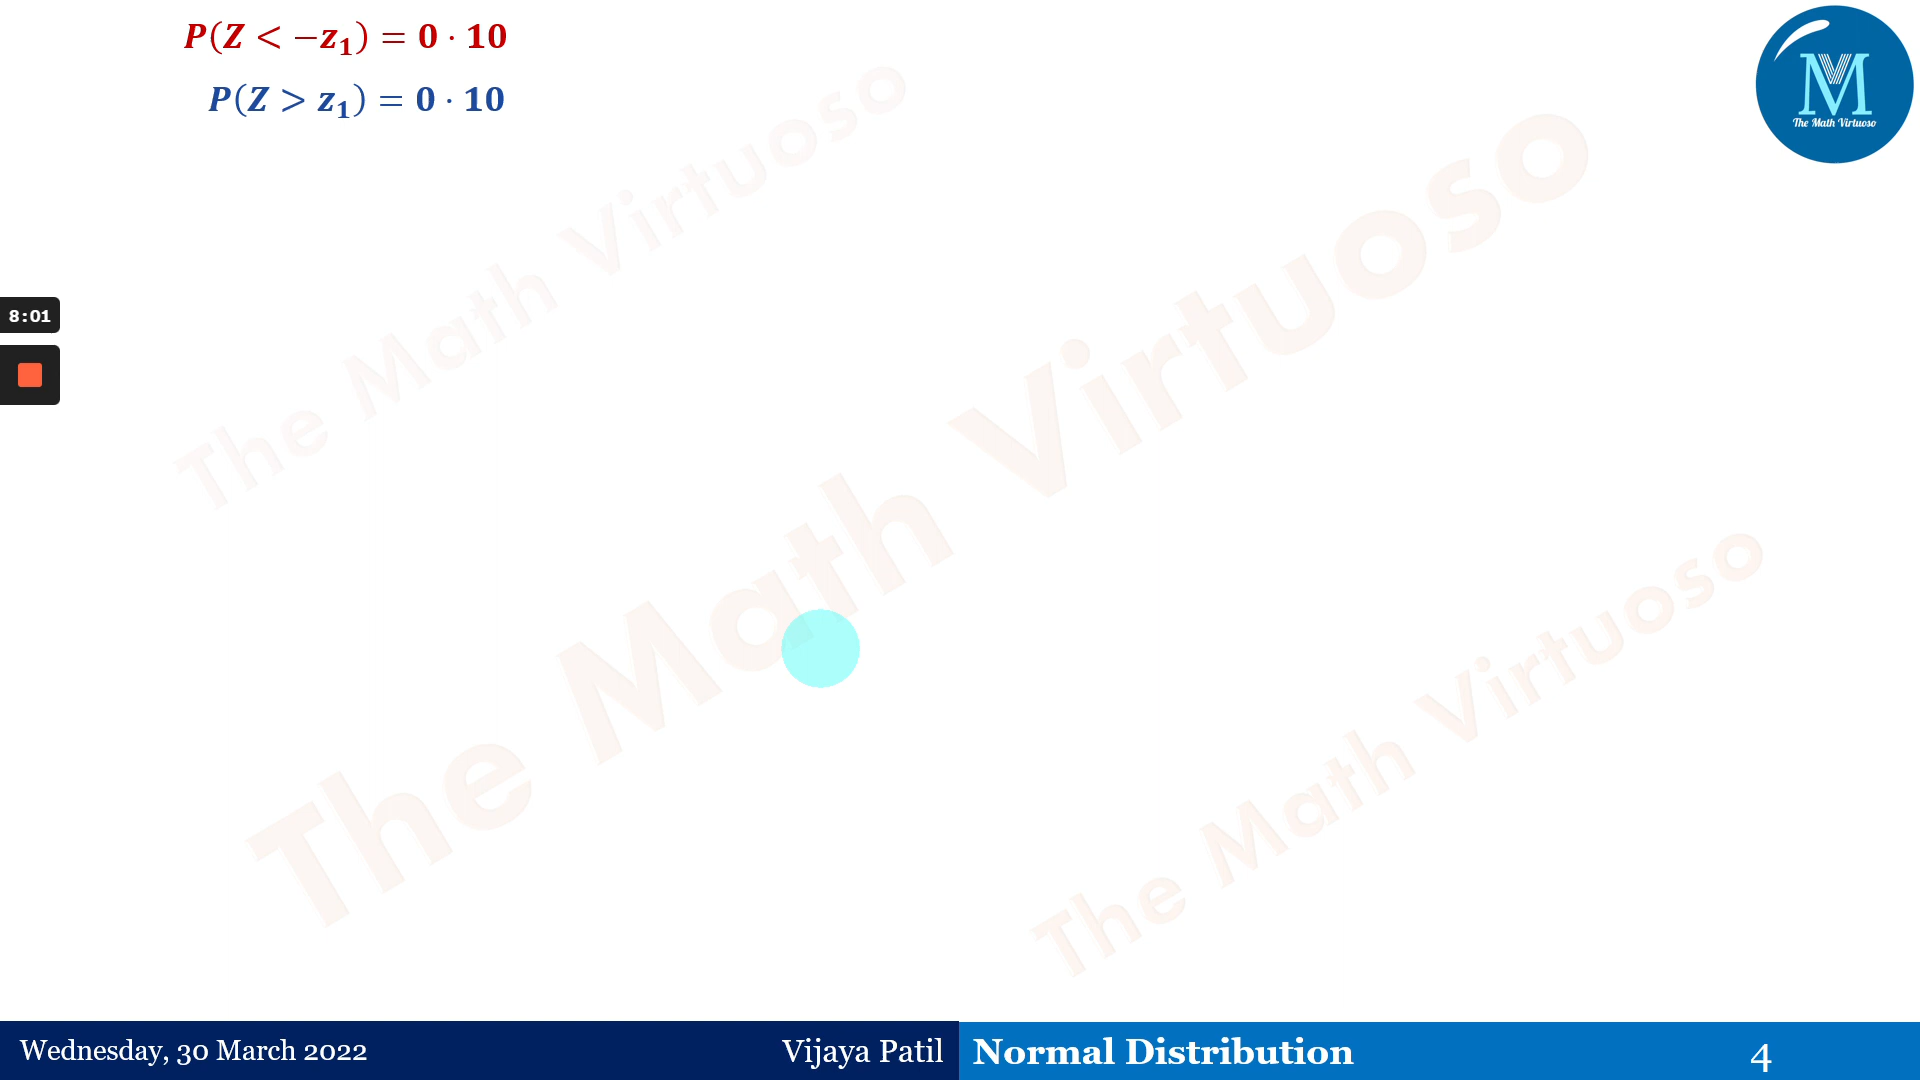 P(Z < −z₁) = 0 · 10
P(Z > z₁) = 0 · 10
M
The Math Virtuoso
The Math Virtuoso
8:01
The Math Virtuoso
The Math Virtuoso
Wednesday, 30 March 2022
Vijaya Patil
Normal Distribution
4